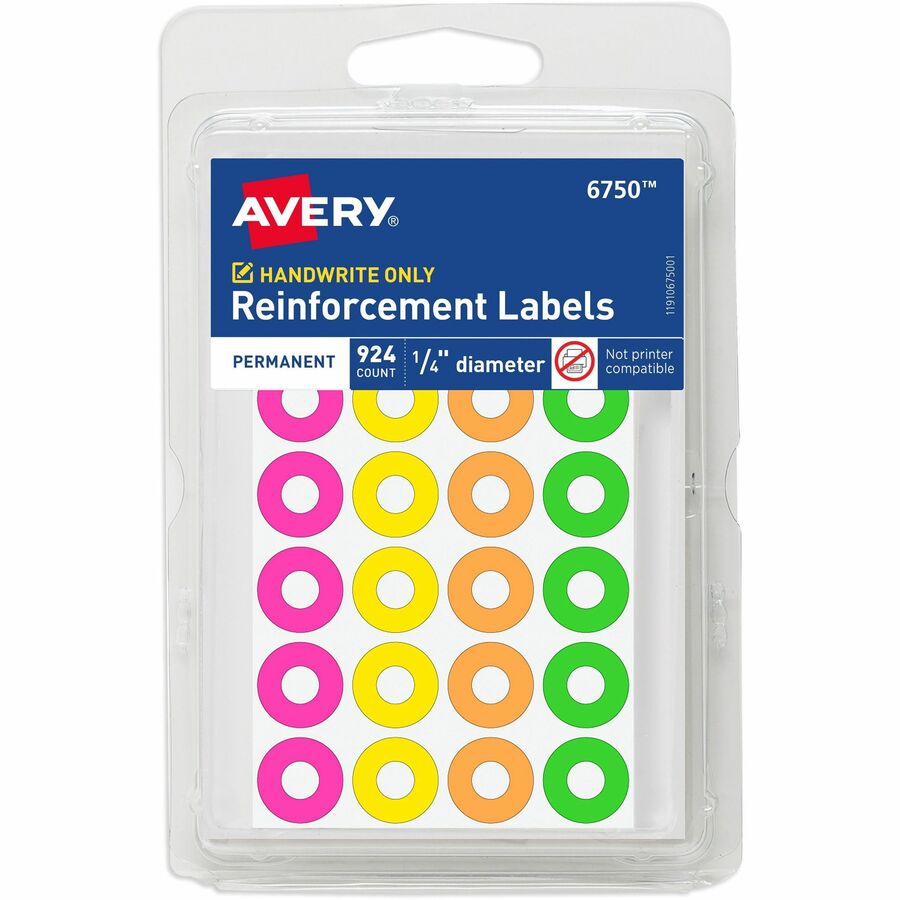 AVERY®
6750™
HANDWRITE ONLY
Reinforcement Labels
11910675001
PERMANENT
924
COUNT
1/4" diameter
Not printer
compatible